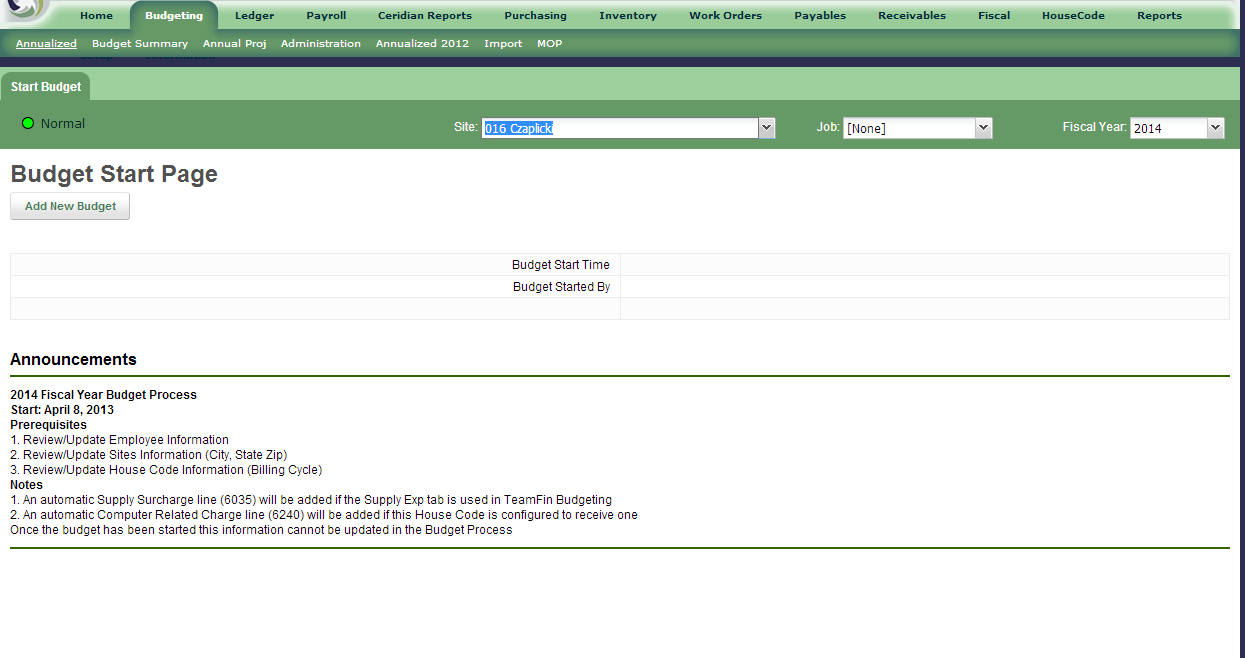 Home Budgeting Ledger Payroll Ceridian Reports Purchasing Inventory Work Orders Payables Receivables Fiscal HouseCode Reports
Annualized Budget Summary Annual Proj Administration Annualized 2012 Import MOP
Start Budget
Normal Site: 016 Czaplicki Job: [None] Fiscal Year: 2014
Budget Start Page
Add New Budget
Budget Start Time
Budget Started By
Announcements
2014 Fiscal Year Budget Process
Start: April 8, 2013
Prerequisites
1. Review/Update Employee Information
2. Review/Update Sites Information (City, State Zip)
3. Review/Update House Code Information (Billing Cycle)
Notes
1. An automatic Supply Surcharge line (6035) will be added if the Supply Exp tab is used in TeamFin Budgeting
2. An automatic Computer Related Charge line (6240) will be added if this House Code is configured to receive one
Once the budget has been started this information cannot be updated in the Budget Process